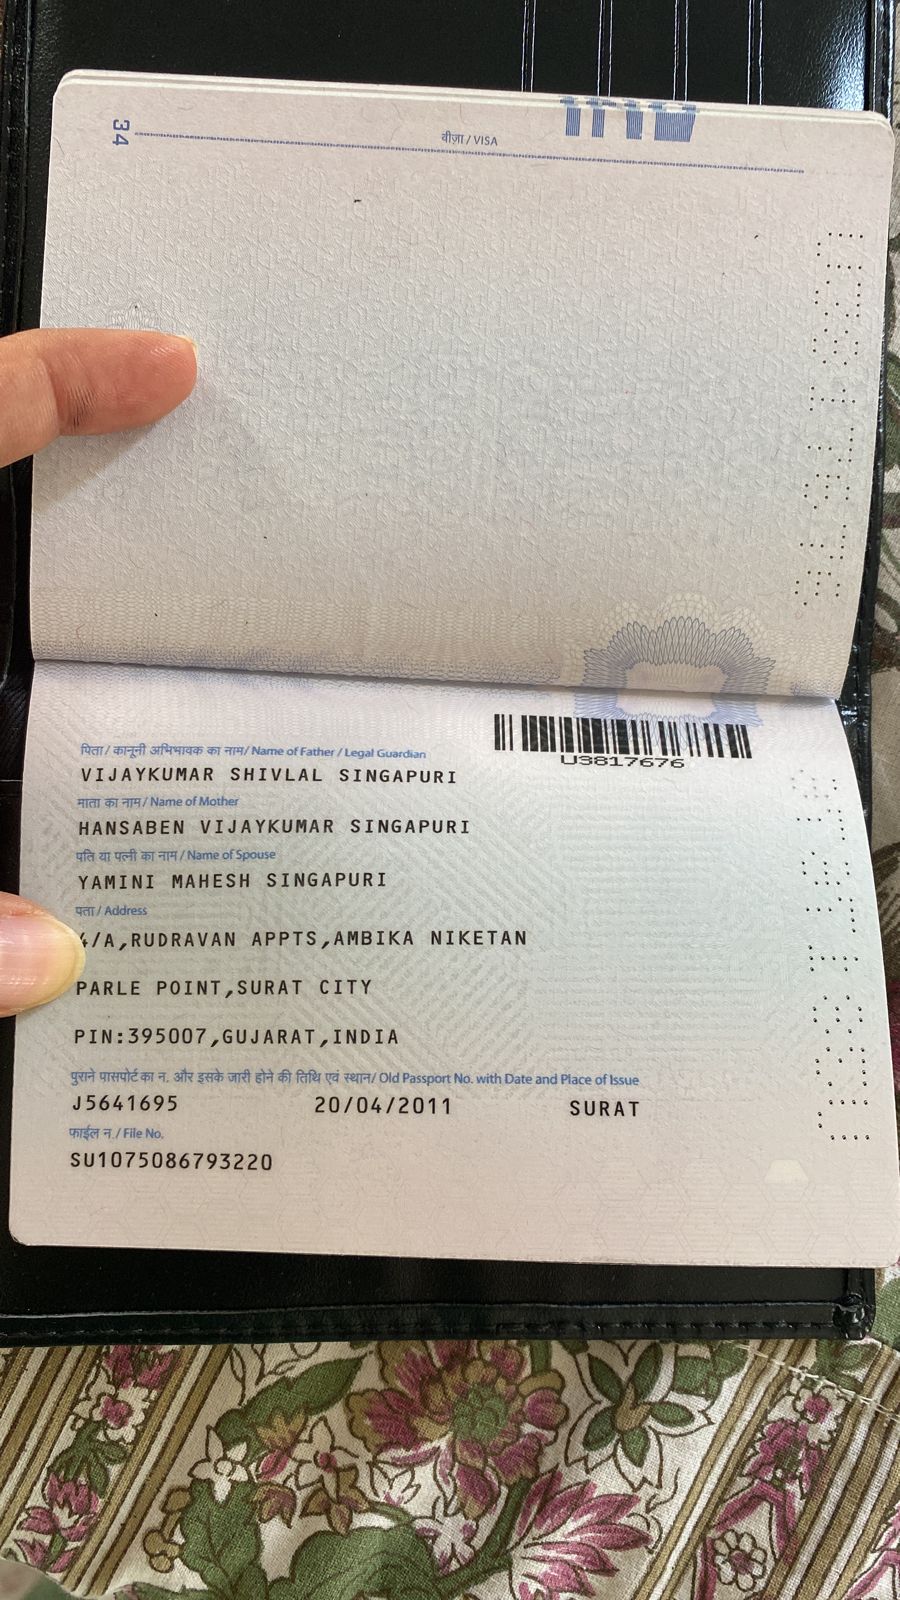 34
वीज़ा / VISA
पिता / कानूनी अभिभावक का नाम / Name of Father / Legal Guardian
VIJAYKUMAR SHIVLAL SINGAPURI
U3817676
माता का नाम / Name of Mother
HANSABEN VIJAYKUMAR SINGAPURI
पति या पत्नी का नाम / Name of Spouse
YAMINI MAHESH SINGAPURI
पता / Address
4/A,RUDRAVAN APPTS,AMBIKA NIKETAN
PARLE POINT,SURAT CITY
PIN:395007,GUJARAT,INDIA
पुराने पासपोर्ट का न. और इसके जारी होने की तिथि एवं स्थान / Old Passport No. with Date and Place of Issue
J5641695 20/04/2011 SURAT
फाईल न. / File No.
SU1075086793220
U3817676